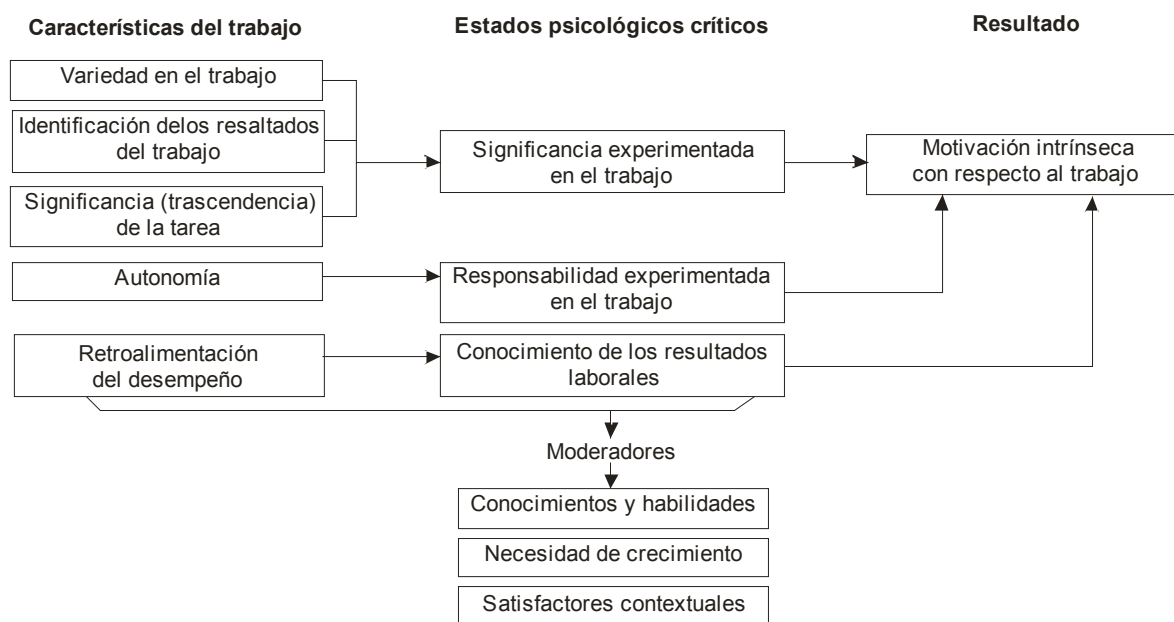 Características del trabajo
Estados psicológicos críticos
Resultado
Variedad en el trabajo
Identificación delos resaltados
del trabajo
Significancia (trascendencia)
de la tarea
Significancia experimentada
en el trabajo
Motivación intrínseca
con respecto al trabajo
Autonomía
Responsabilidad experimentada
en el trabajo
Retroalimentación
del desempeño
Conocimiento de los resultados
laborales
Moderadores
Conocimientos y habilidades
Necesidad de crecimiento
Satisfactores contextuales